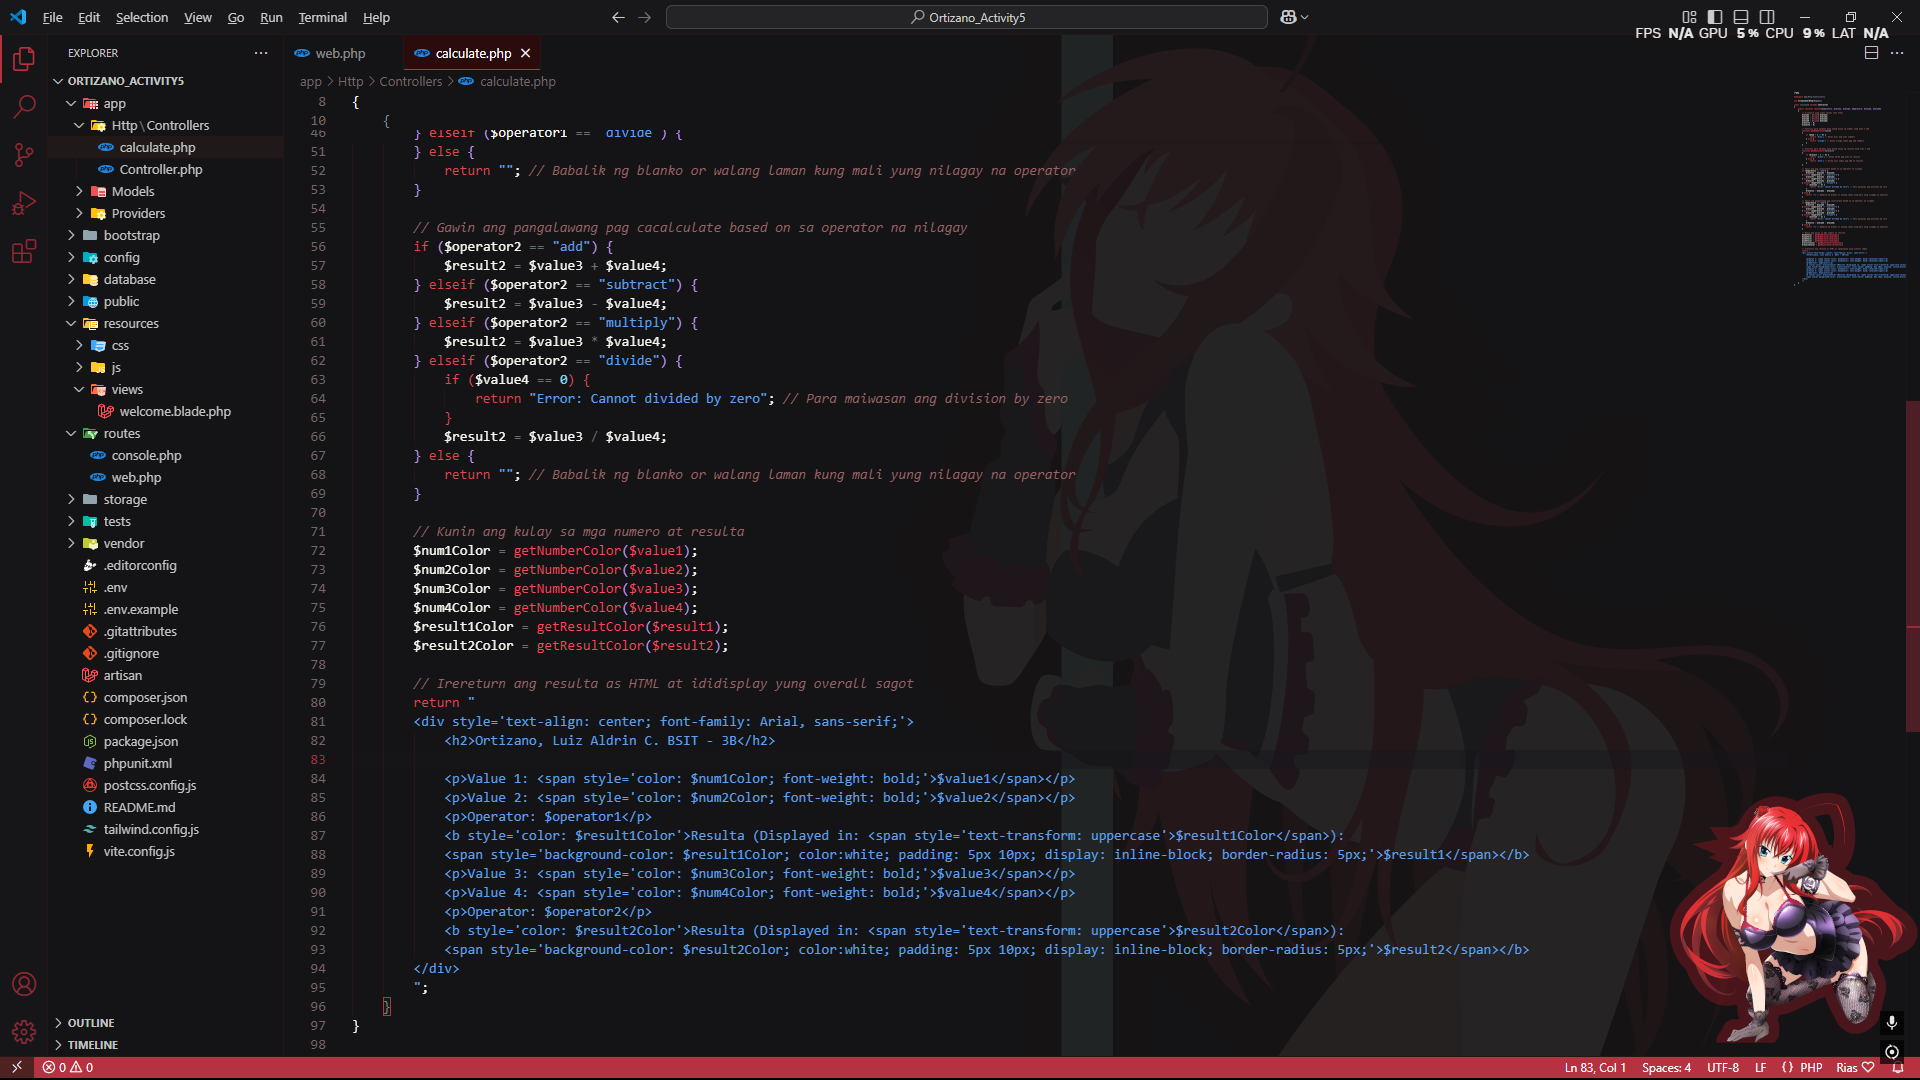 File Edit Selection View Go Run Terminal Help
Ortizano_Activity5
FPS N/A GPU 5% CPU 9% LAT N/A
EXPLORER
ORTIZANO_ACTIVITY5
app
Http\Controllers
calculate.php
Controller.php
Models
Providers
bootstrap
config
database
public
resources
css
js
views
welcome.blade.php
routes
console.php
web.php
storage
tests
vendor
.editorconfig
.env
.env.example
.gitattributes
.gitignore
artisan
composer.json
composer.lock
package.json
phpunit.xml
postcss.config.js
README.md
tailwind.config.js
vite.config.js
OUTLINE
TIMELINE
web.php
calculate.php
app > Http > Controllers > calculate.php
8 {
10 {
46 } elseif ($operator1 == "divide") {
51 } else {
52 return ""; // Babalik ng blanko or walang laman kung mali yung nilagay na operator
53 }
54
55 // Gawin ang pangalawang pag cacalculate based on sa operator na nilagay
56 if ($operator2 == "add") {
57 $result2 = $value3 + $value4;
58 } elseif ($operator2 == "subtract") {
59 $result2 = $value3 - $value4;
60 } elseif ($operator2 == "multiply") {
61 $result2 = $value3 * $value4;
62 } elseif ($operator2 == "divide") {
63 if ($value4 == 0) {
64 return "Error: Cannot divided by zero"; // Para maiwasan ang division by zero
65 }
66 $result2 = $value3 / $value4;
67 } else {
68 return ""; // Babalik ng blanko or walang laman kung mali yung nilagay na operator
69 }
70
71 // Kunin ang kulay sa mga numero at resulta
72 $num1Color = getNumberColor($value1);
73 $num2Color = getNumberColor($value2);
74 $num3Color = getNumberColor($value3);
75 $num4Color = getNumberColor($value4);
76 $result1Color = getResultColor($result1);
77 $result2Color = getResultColor($result2);
78
79 // Irereturn ang resulta as HTML at ididisplay yung overall sagot
80 return "
81 <div style='text-align: center; font-family: Arial, sans-serif;'>
82 <h2>Ortizano, Luiz Aldrin C. BSIT - 3B</h2>
83
84 <p>Value 1: <span style='color: $num1Color; font-weight: bold;'>$value1</span></p>
85 <p>Value 2: <span style='color: $num2Color; font-weight: bold;'>$value2</span></p>
86 <p>Operator: $operator1</p>
87 <b style='color: $result1Color'>Resulta (Displayed in: <span style='text-transform: uppercase'>$result1Color</span>):
88 <span style='background-color: $result1Color; color:white; padding: 5px 10px; display: inline-block; border-radius: 5px;'>$result1</span></b>
89 <p>Value 3: <span style='color: $num3Color; font-weight: bold;'>$value3</span></p>
90 <p>Value 4: <span style='color: $num4Color; font-weight: bold;'>$value4</span></p>
91 <p>Operator: $operator2</p>
92 <b style='color: $result2Color'>Resulta (Displayed in: <span style='text-transform: uppercase'>$result2Color</span>):
93 <span style='background-color: $result2Color; color:white; padding: 5px 10px; display: inline-block; border-radius: 5px;'>$result2</span></b>
94 </div>
95 ";
96 }
97 }
98
0 0
Ln 83, Col 1 Spaces: 4 UTF-8 LF {} PHP Rias